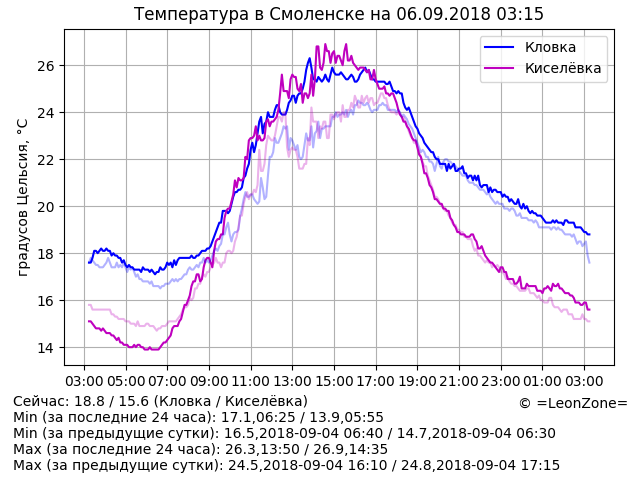 Температура в Смоленске на 06.09.2018 03:15
Кловка
Киселёвка
градусов Цельсия, °C
26
24
22
20
18
16
14
03:00 05:00 07:00 09:00 11:00 13:00 15:00 17:00 19:00 21:00 23:00 01:00 03:00
Сейчас: 18.8 / 15.6 (Кловка / Киселёвка)
© =LeonZone=
Min (за последние 24 часа): 17.1,06:25 / 13.9,05:55
Min (за предыдущие сутки): 16.5,2018-09-04 06:40 / 14.7,2018-09-04 06:30
Max (за последние 24 часа): 26.3,13:50 / 26.9,14:35
Max (за предыдущие сутки): 24.5,2018-09-04 16:10 / 24.8,2018-09-04 17:15